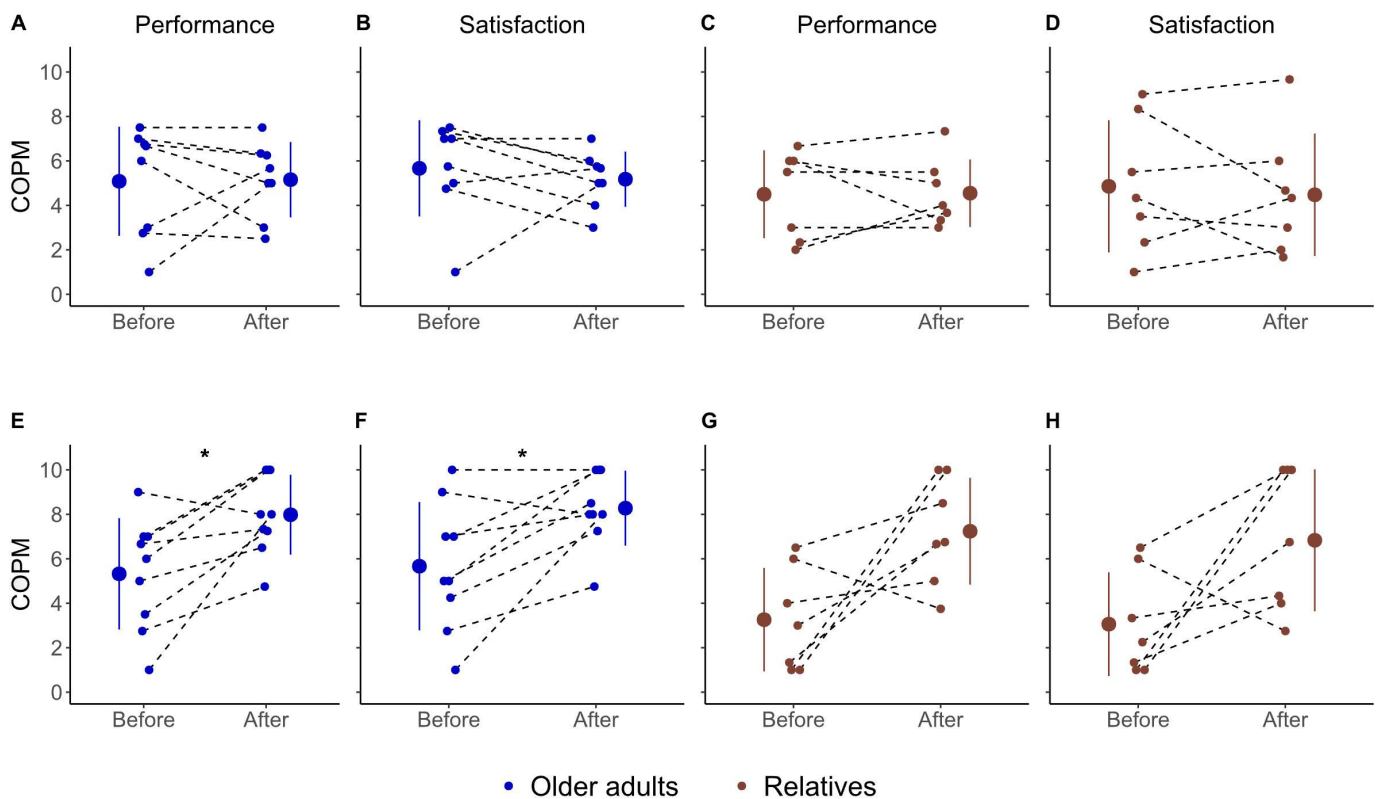 A Performance B Satisfaction C Performance D Satisfaction
COPM
10
8
6
4
2
0
Before After Before After Before After Before After
E F G H
* *
COPM
10
8
6
4
2
0
Before After Before After Before After Before After
Older adults Relatives